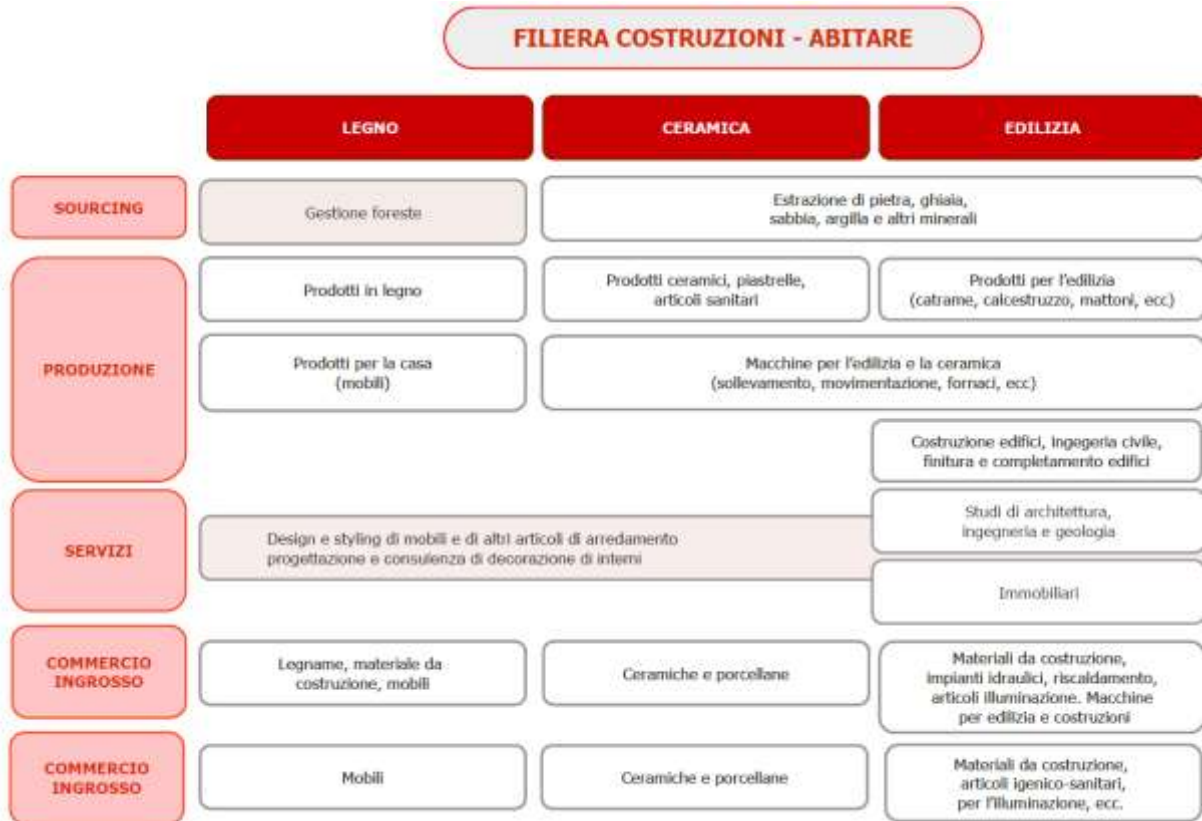 FILIERA COSTRUZIONI - ABITARE
LEGNO
CERAMICA
EDILIZIA
SOURCING
Gestione foreste
Estrazione di pietra, ghiaia,
sabbia, argilla e altri minerali
PRODUZIONE
Prodotti in legno
Prodotti ceramici, piastrelle,
articoli sanitari
Prodotti per l'edilizia
(catrame, calcestruzzo, mattoni, ecc)
Prodotti per la casa
(mobili)
Macchine per l'edilizia e la ceramica
(sollevamento, movimentazione, fornaci, ecc)
Costruzione edifici, ingegeria civile,
finitura e completamento edifici
SERVIZI
Design e styling di mobili e di altri articoli di arredamento
progettazione e consulenza di decorazione di interni
Studi di architettura,
ingegneria e geologia
Immobiliari
COMMERCIO
INGROSSO
Legname, materiale da
costruzione, mobili
Ceramiche e porcellane
Materiali da costruzione,
impianti idraulici, riscaldamento,
articoli illuminazione. Macchine
per edilizia e costruzioni
COMMERCIO
INGROSSO
Mobili
Ceramiche e porcellane
Materiali da costruzione,
articoli igenico-sanitari,
per l'illuminazione, ecc.